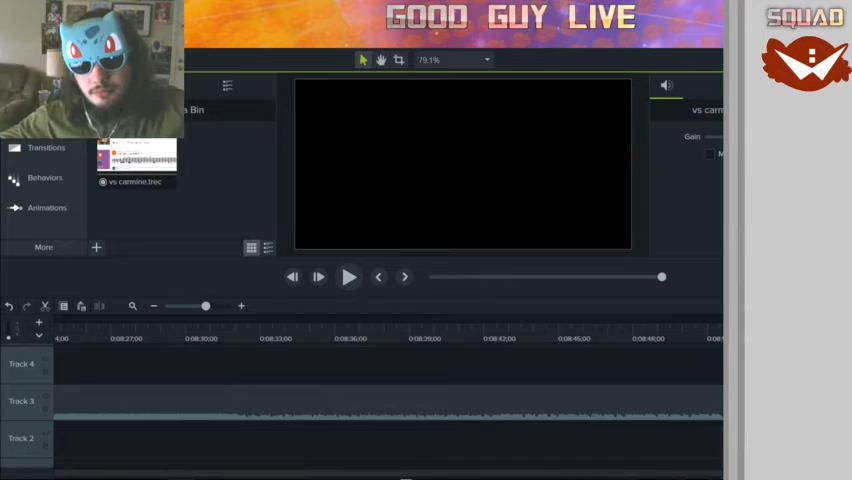 GOOD GUY LIVE
SQUAD
79.1%
a Bin
vs carm
Gain
M
Transitions
vs carmine.trec
Behaviors
Animations
More
4;00
0:08:27;00
0:08:30;00
0:08:33;00
0:08:36;00
0:08:39;00
0:08:42;00
0:08:45;00
0:08:48;00
0:08:5
Track 4
Track 3
Track 2